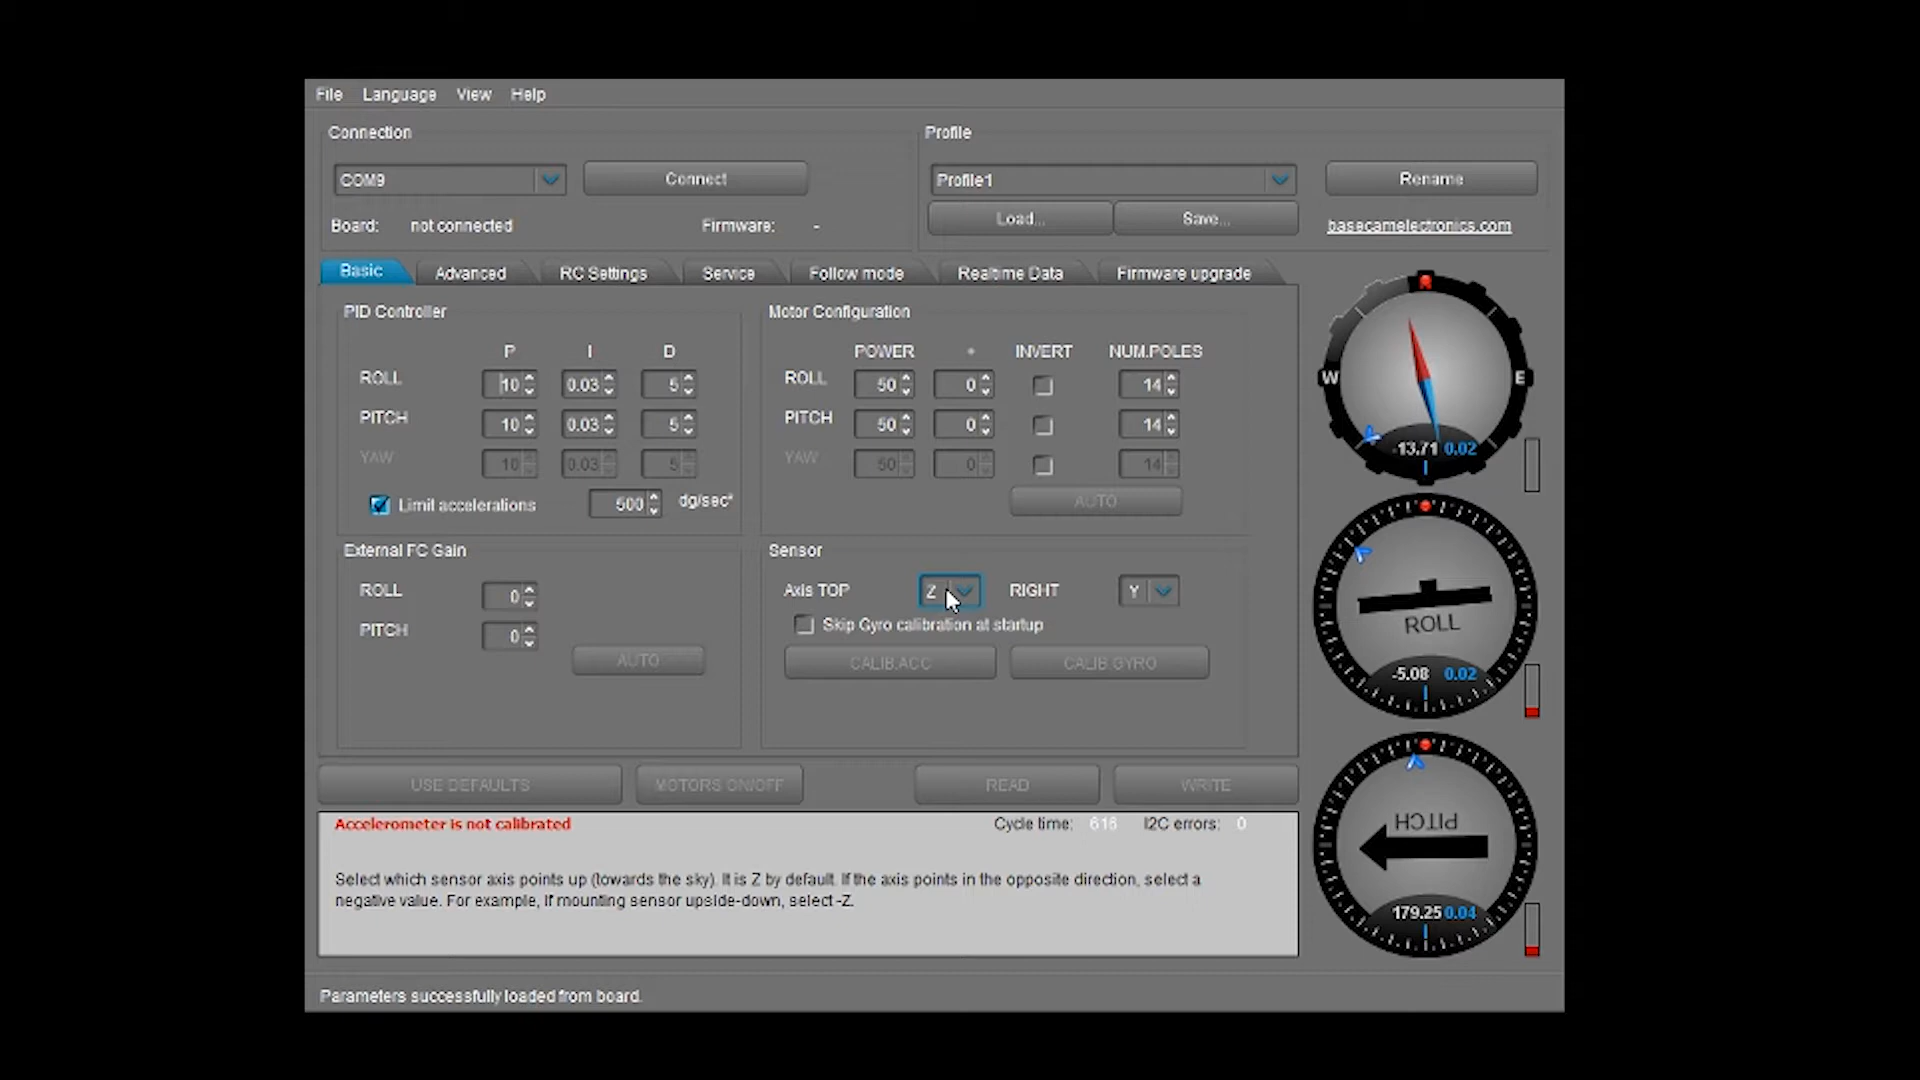 File Language View Help
Connection
Profile
COM9 Connect
Profile1 Rename
Load... Save...
Board: not connected Firmware: -
basecamelectronics.com
Basic Advanced RC Settings Service Follow mode Realtime Data Firmware upgrade
PID Controller
P I D
ROLL 10 0.03 5
PITCH 10 0.03 5
YAW 10 0.03 5
Limit accelerations 500 dg/sec²
Motor Configuration
POWER + INVERT NUM.POLES
ROLL 50 0 14
PITCH 50 0 14
YAW 50 0 14
AUTO
External FC Gain
ROLL 0
PITCH 0
AUTO
Sensor
Axis TOP Z RIGHT Y
Skip Gyro calibration at startup
CALIB.ACC CALIB.GYRO
W E
-13.71 0.02
ROLL
-5.08 0.02
PITCH
179.25 0.04
USE DEFAULTS MOTORS ON/OFF READ WRITE
Accelerometer is not calibrated Cycle time: 616 I2C errors: 0
Select which sensor axis points up (towards the sky). It is Z by default. If the axis points in the opposite direction, select a
negative value. For example, if mounting sensor upside-down, select -Z.
Parameters successfully loaded from board.